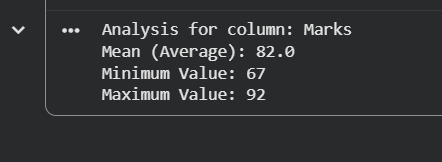 Analysis for column: Marks
Mean (Average): 82.0
Minimum Value: 67
Maximum Value: 92